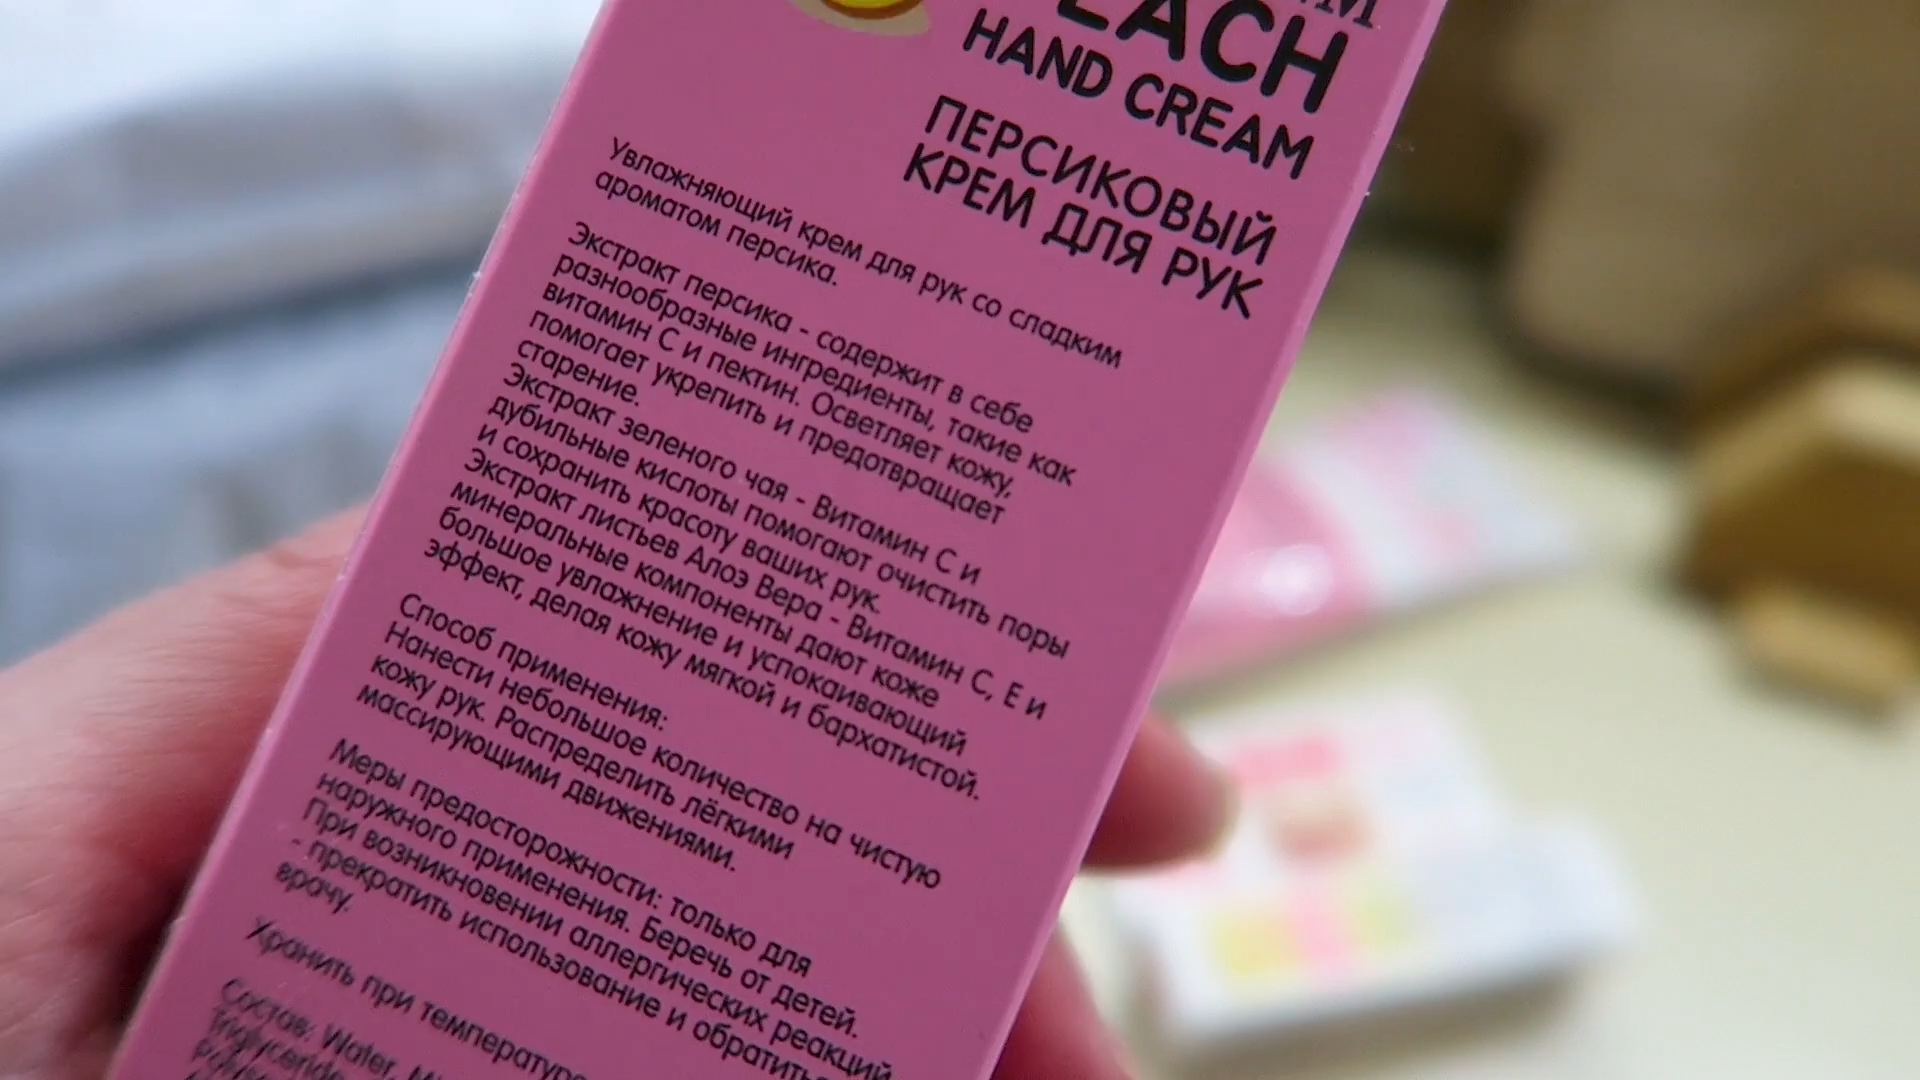 HAND CREAM
ПЕРСИКОВЫЙ
КРЕМ ДЛЯ РУК
Увлажняющий крем для рук со сладким
ароматом персика.
Экстракт персика - содержит в себе
разнообразные ингредиенты, такие как
витамин С и пектин. Осветляет кожу,
помогает укрепить и предотвращает
старение.
Экстракт зеленого чая - Витамин С и
дубильные кислоты помогают очистить поры
и сохранить красоту ваших рук.
Экстракт листьев Алоэ Вера - Витамин С, Е и
минеральные компоненты дают коже
большое увлажнение и успокаивающий
эффект, делая кожу мягкой и бархатистой.
Способ применения:
Нанести небольшое количество на чистую
кожу рук. Распределить лёгкими
массирующими движениями.
Меры предосторожности: только для
наружного применения. Беречь от детей.
При возникновении аллергических реакций
- прекратить использование и обратиться
врачу.
Хранить при температуре
Состав: Water,